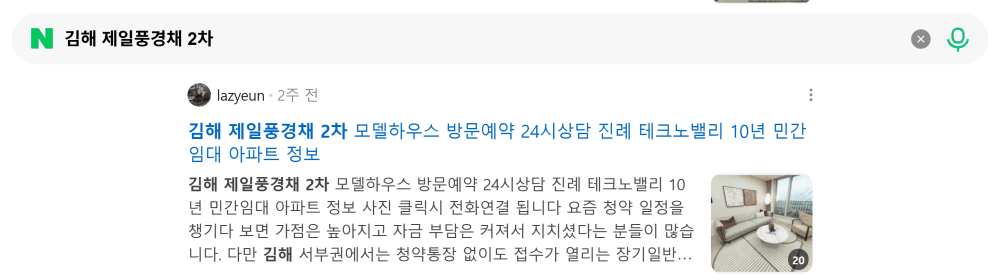 N 김해 제일풍경채 2차
lazyeun · 2주 전
김해 제일풍경채 2차 모델하우스 방문예약 24시상담 진례 테크노밸리 10년 민간
임대 아파트 정보
김해 제일풍경채 2차 모델하우스 방문예약 24시상담 진례 테크노밸리 10
년 민간임대 아파트 정보 사진 클릭시 전화연결 됩니다 요즘 청약 일정을
챙기다 보면 가점은 높아지고 자금 부담은 커져서 지치셨다는 분들이 많습
니다. 다만 김해 서부권에서는 청약통장 없이도 접수가 열리는 장기일반...
20